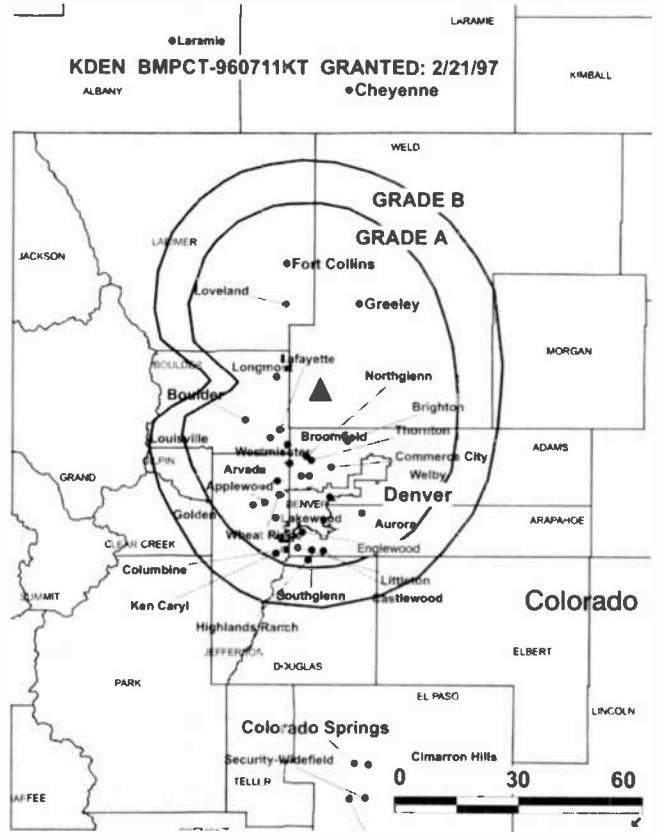 LARAMIE
Laramie
KDEN BMPCT-960711KT GRANTED: 2/21/97
KIMBALL
ALBANY
Cheyenne
WELD
GRADE B
GRADE A
LARIMER
JACKSON
Fort Collins
Loveland
Greeley
MORGAN
BOULDER
Longmont
Lafayette
Northglenn
Boulder
Brighton
Thornton
Broomfield
Louisville
ADAMS
Westminster
Commerce City
GILPIN
Arvada
Welby
GRAND
Applewood
Denver
DENVER
Golden
Lakewood
Aurora
ARAPAHOE
Wheat Ridge
CLEAR CREEK
Englewood
Columbine
Littleton
SUMMIT
Southglenn
Castlewood
Ken Caryl
Colorado
Highlands Ranch
JEFFERSON
ELBERT
DOUGLAS
PARK
EL PASO
LINCOLN
Colorado Springs
Security-Widefield
Cimarron Hills
TELLER
0 30 60